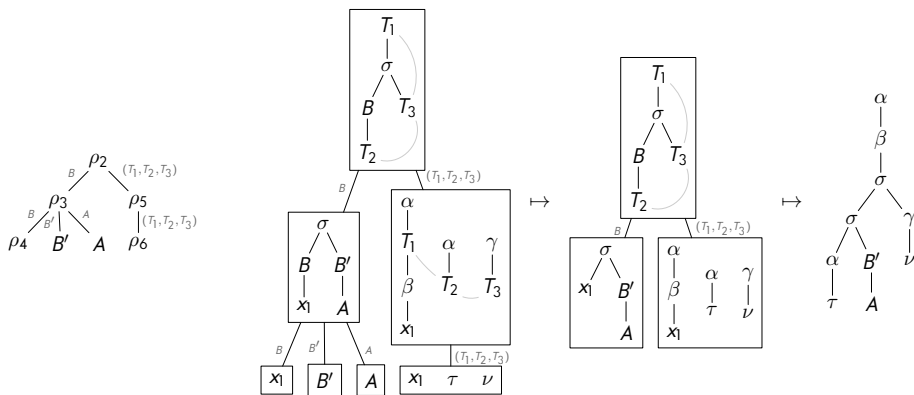 ρ2
B (T1, T2, T3)
ρ3 ρ5
B B′ A (T1, T2, T3)
ρ4 B′ A ρ6
T1
σ
B T3
T2
B (T1, T2, T3)
σ
B B′
x1 A
α
T1 α γ
β T2 T3
x1
B B′ A (T1, T2, T3)
x1 B′ A x1 τ ν
↦
T1
σ
B T3
T2
B (T1, T2, T3)
σ
x1 B′
A
α
β α γ
x1 τ ν
↦
α
β
σ
σ γ
α B′ ν
τ A